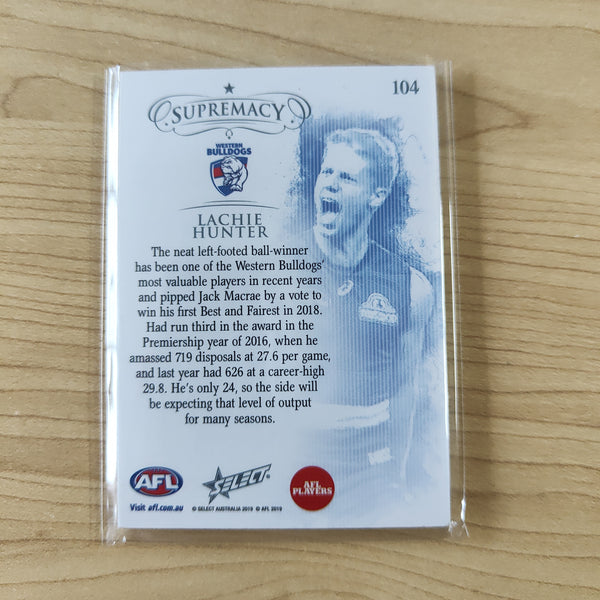 104
SUPREMACY
WESTERN
BULLDOGS
LACHIE
HUNTER
The neat left-footed ball-winner
has been one of the Western Bulldogs'
most valuable players in recent years
and pipped Jack Macrae by a vote to
win his first Best and Fairest in 2018.
Had run third in the award in the
Premiership year of 2016, when he
amassed 719 disposals at 27.6 per game,
and last year had 626 at a career-high
29.8. He's only 24, so the side will
be expecting that level of output
for many seasons.
AFL
Visit afl.com.au
SELECT
© SELECT AUSTRALIA 2019 © AFL 2019
AFL
PLAYERS